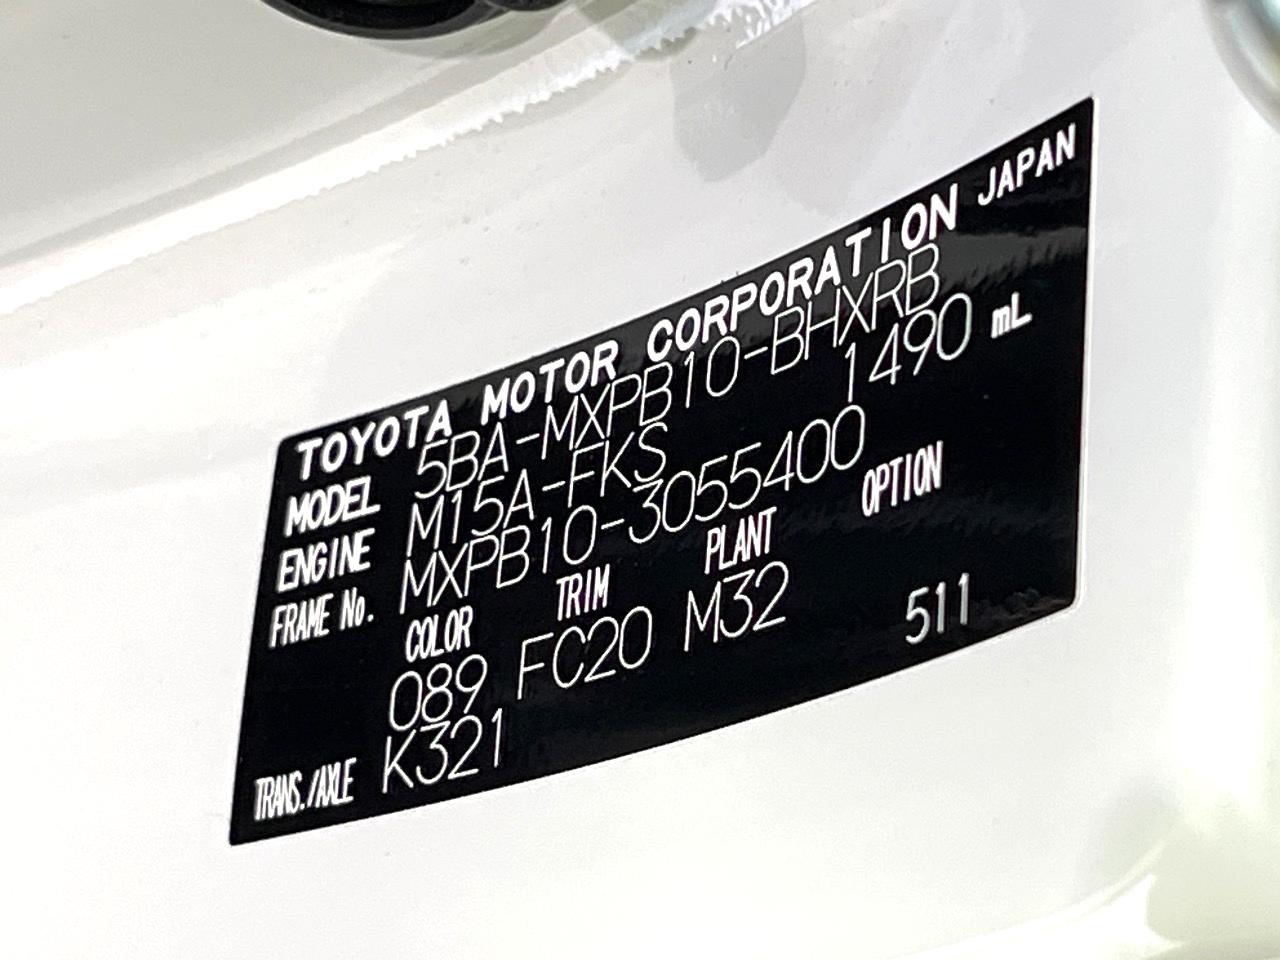 TOYOTA MOTOR CORPORATION JAPAN
MODEL 5BA-MXPB10-BHXRB
ENGINE M15A-FKS 1490 mL
FRAME No. MXPB10-3055400
COLOR TRIM PLANT OPTION
089 FC20 M32 511
TRANS./AXLE K321